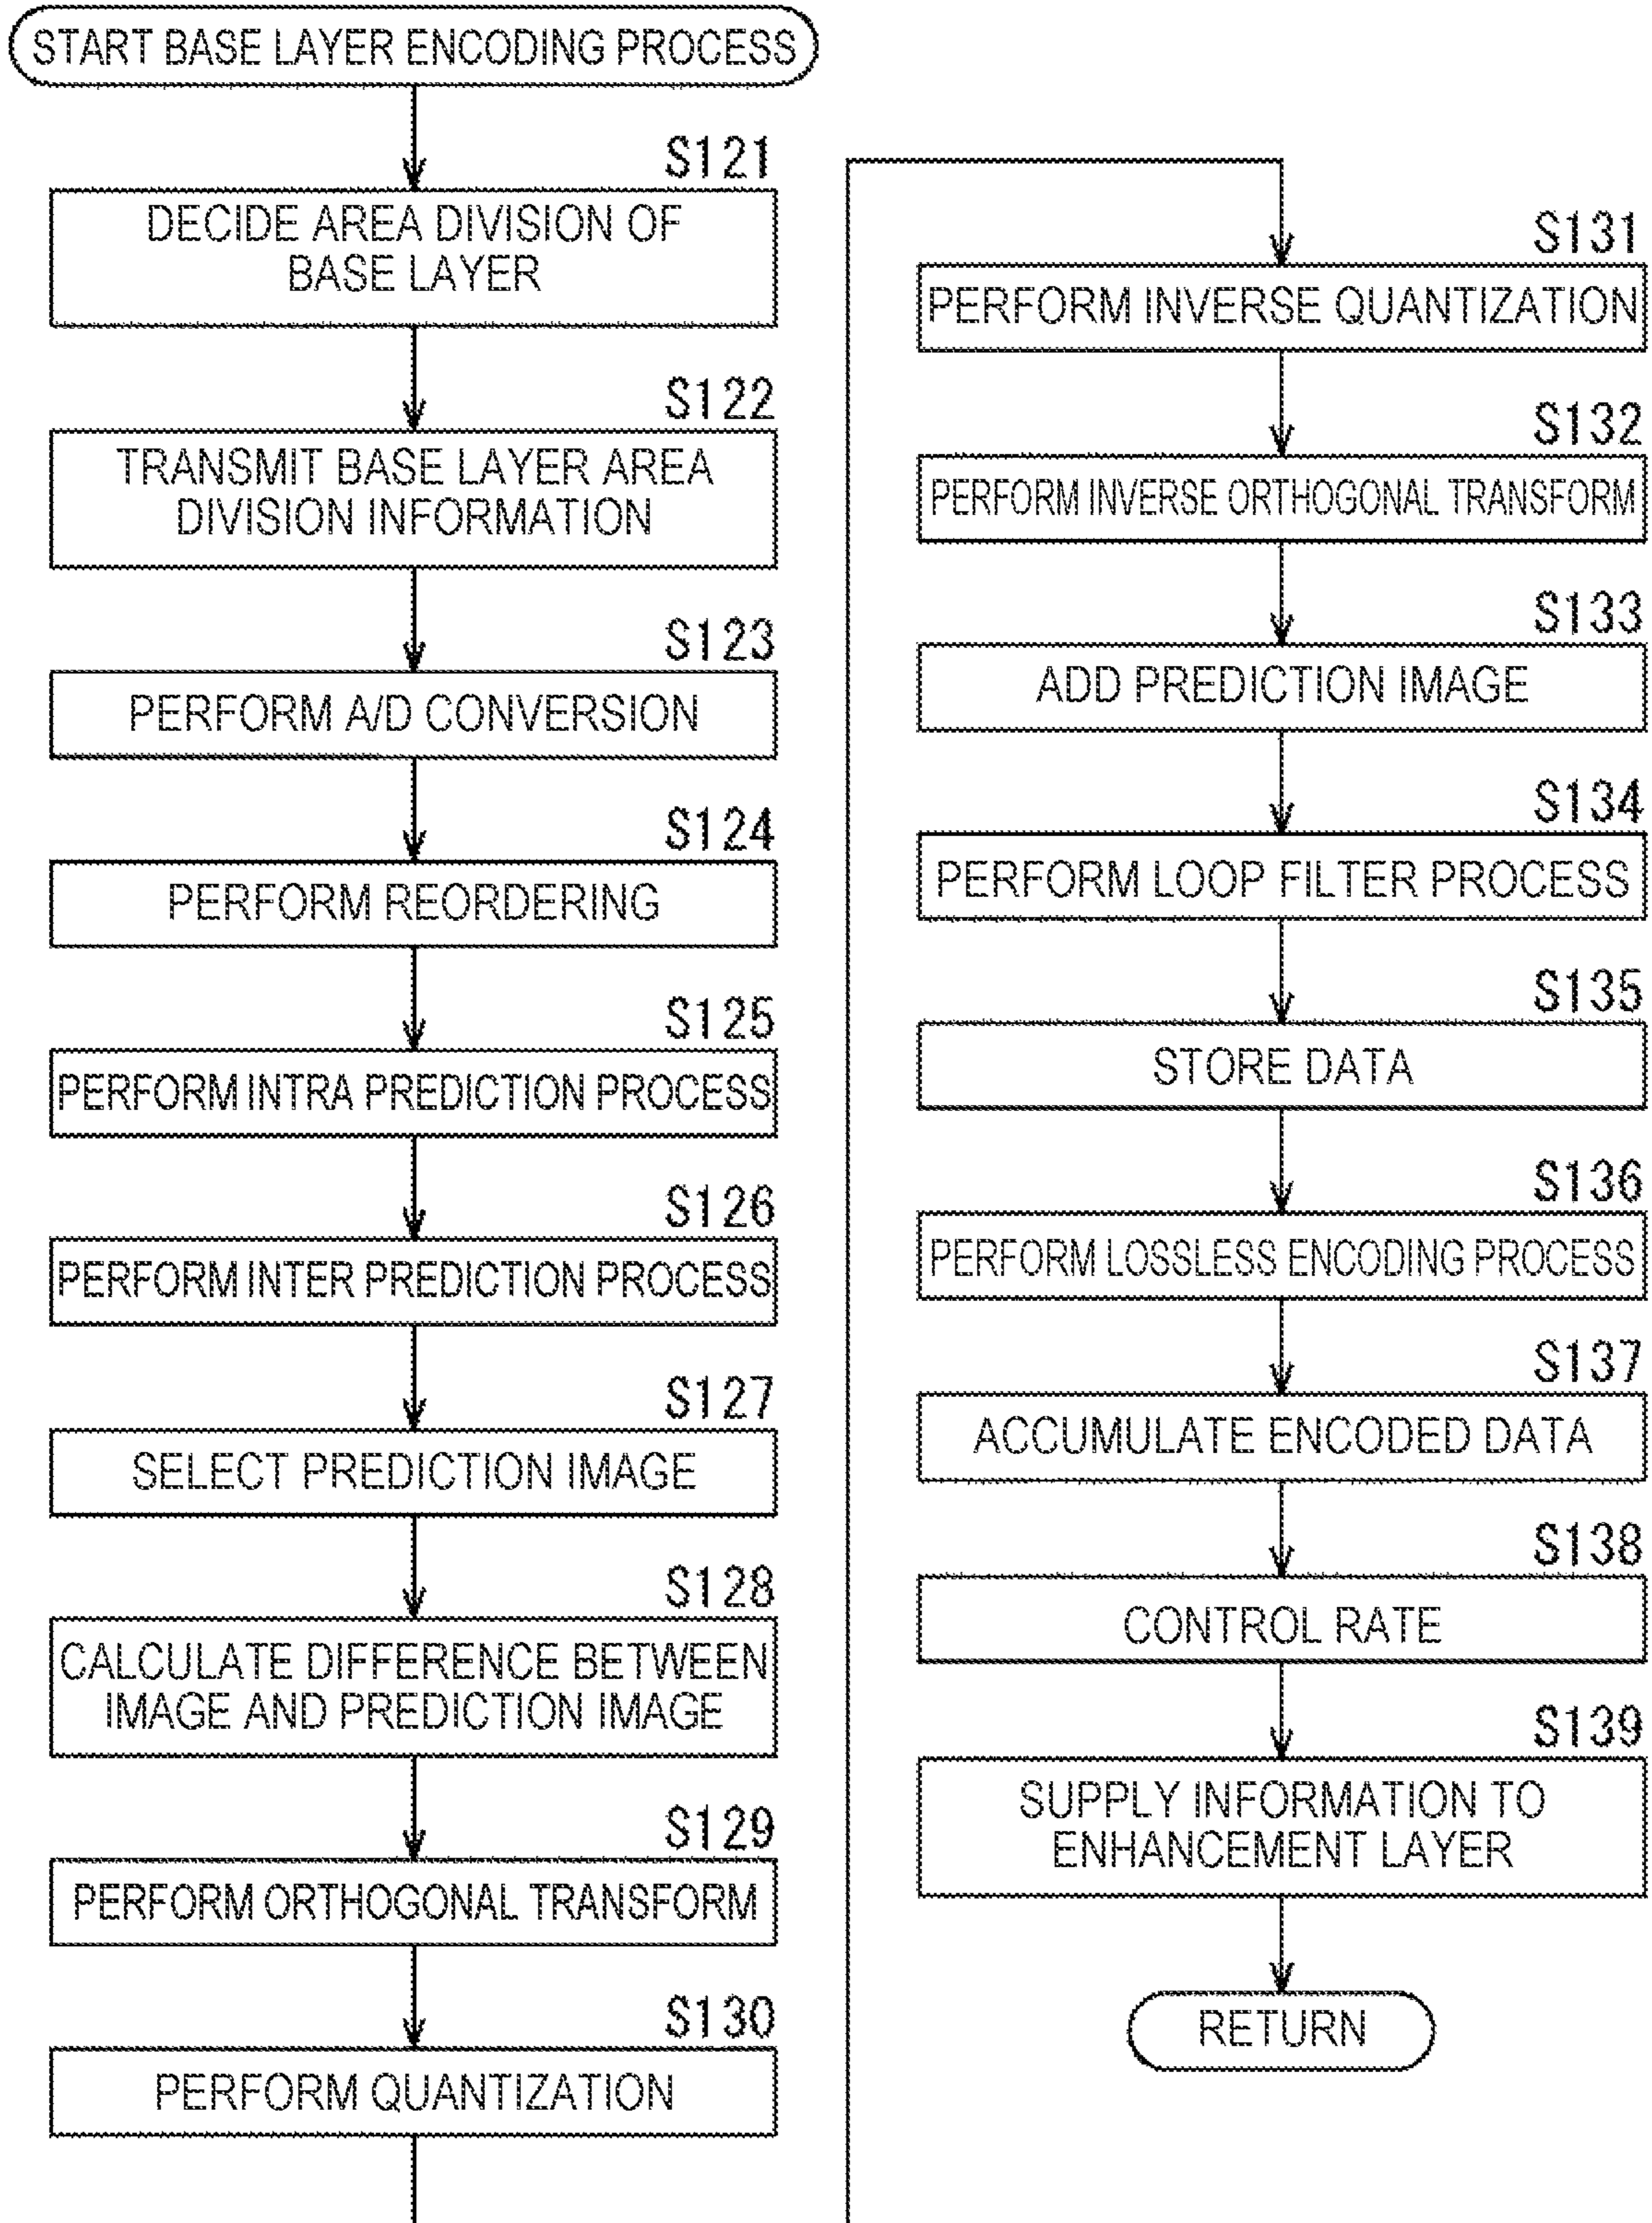 START BASE LAYER ENCODING PROCESS
S121
DECIDE AREA DIVISION OF
BASE LAYER
S122
TRANSMIT BASE LAYER AREA
DIVISION INFORMATION
S123
PERFORM A/D CONVERSION
S124
PERFORM REORDERING
S125
PERFORM INTRA PREDICTION PROCESS
S126
PERFORM INTER PREDICTION PROCESS
S127
SELECT PREDICTION IMAGE
S128
CALCULATE DIFFERENCE BETWEEN
IMAGE AND PREDICTION IMAGE
S129
PERFORM ORTHOGONAL TRANSFORM
S130
PERFORM QUANTIZATION
S131
PERFORM INVERSE QUANTIZATION
S132
PERFORM INVERSE ORTHOGONAL TRANSFORM
S133
ADD PREDICTION IMAGE
S134
PERFORM LOOP FILTER PROCESS
S135
STORE DATA
S136
PERFORM LOSSLESS ENCODING PROCESS
S137
ACCUMULATE ENCODED DATA
S138
CONTROL RATE
S139
SUPPLY INFORMATION TO
ENHANCEMENT LAYER
RETURN